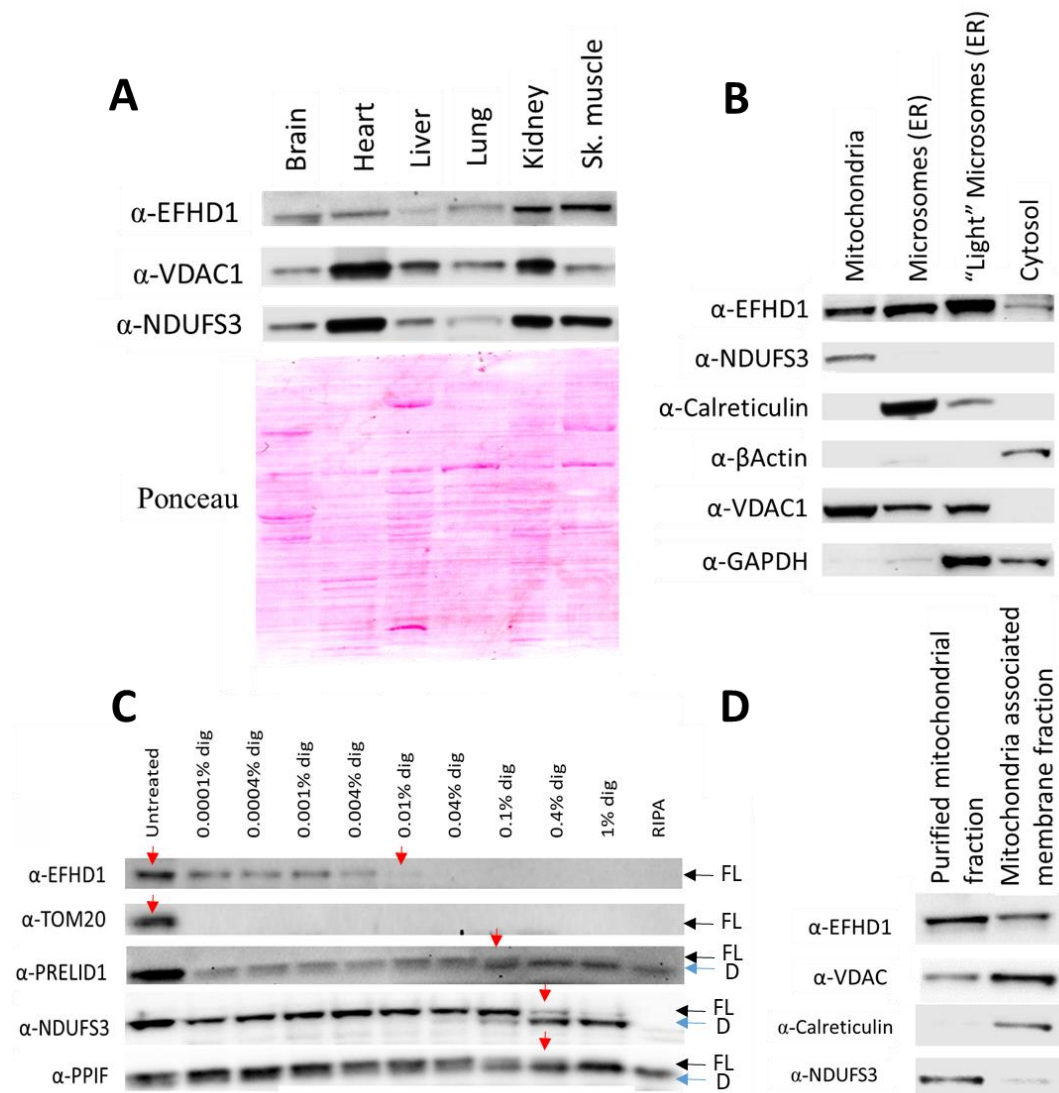 A
Brain
Heart
Liver
Lung
Kidney
Sk. muscle
α-EFHD1
α-VDAC1
α-NDUFS3
Ponceau
B
Mitochondria
Microsomes (ER)
“Light” Microsomes (ER)
Cytosol
α-EFHD1
α-NDUFS3
α-Calreticulin
α-βActin
α-VDAC1
α-GAPDH
C
Untreated
0.0001% dig
0.0004% dig
0.001% dig
0.004% dig
0.01% dig
0.04% dig
0.1% dig
0.4% dig
1% dig
RIPA
α-EFHD1
FL
α-TOM20
FL
α-PRELID1
FL
D
α-NDUFS3
FL
D
α-PPIF
FL
D
D
Purified mitochondrial
fraction
Mitochondria associated
membrane fraction
α-EFHD1
α-VDAC
α-Calreticulin
α-NDUFS3